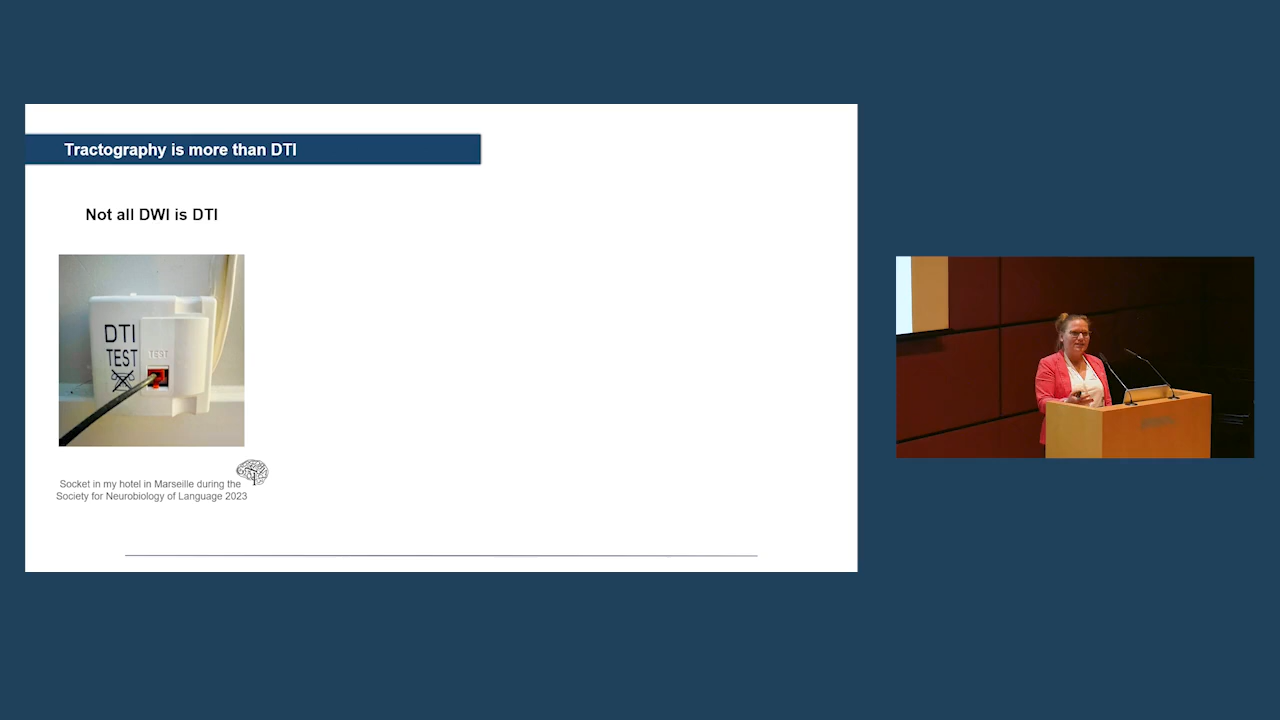 Tractography is more than DTI
Not all DWI is DTI
DTI
TEST
TEST
Socket in my hotel in Marseille during the
Society for Neurobiology of Language 2023